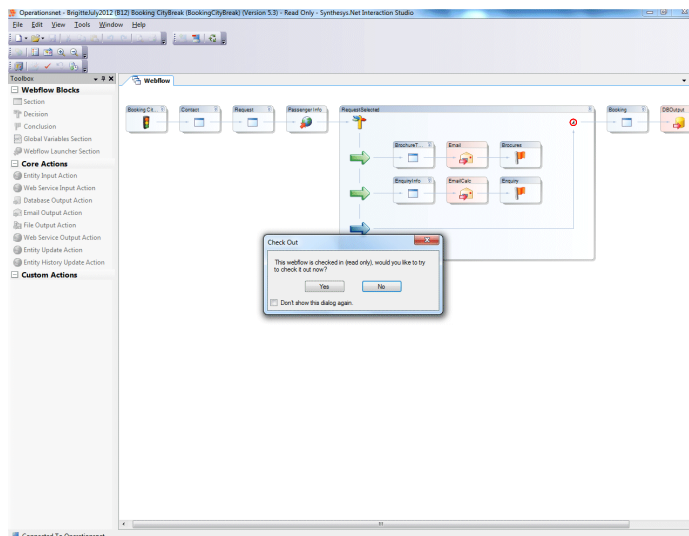 Operationsnet - BrigitteJuly2012 (B12) Booking CityBreak (BookingCityBreak) (Version 5.3) - Read Only - Synthesys.Net Interaction Studio
File Edit View Tools Window Help
Toolbox
Webflow
Webflow Blocks
Section
Decision
Conclusion
Global Variables Section
Webflow Launcher Section
Core Actions
Entity Input Action
Web Service Input Action
Database Output Action
Email Output Action
File Output Action
Web Service Output Action
Entity Update Action
Entity History Update Action
Custom Actions
Booking Cit...
Contact
Request
Passenger Info
RequestSelected
Booking
DBOutput
BrochureT...
Email
Brocures
EnquiryInfo
EmailCalc
Enquiry
Check Out
This webflow is checked in (read only), would you like to try
to check it out now?
Yes
No
Don't show this dialog again.
Connected To Operationsnet